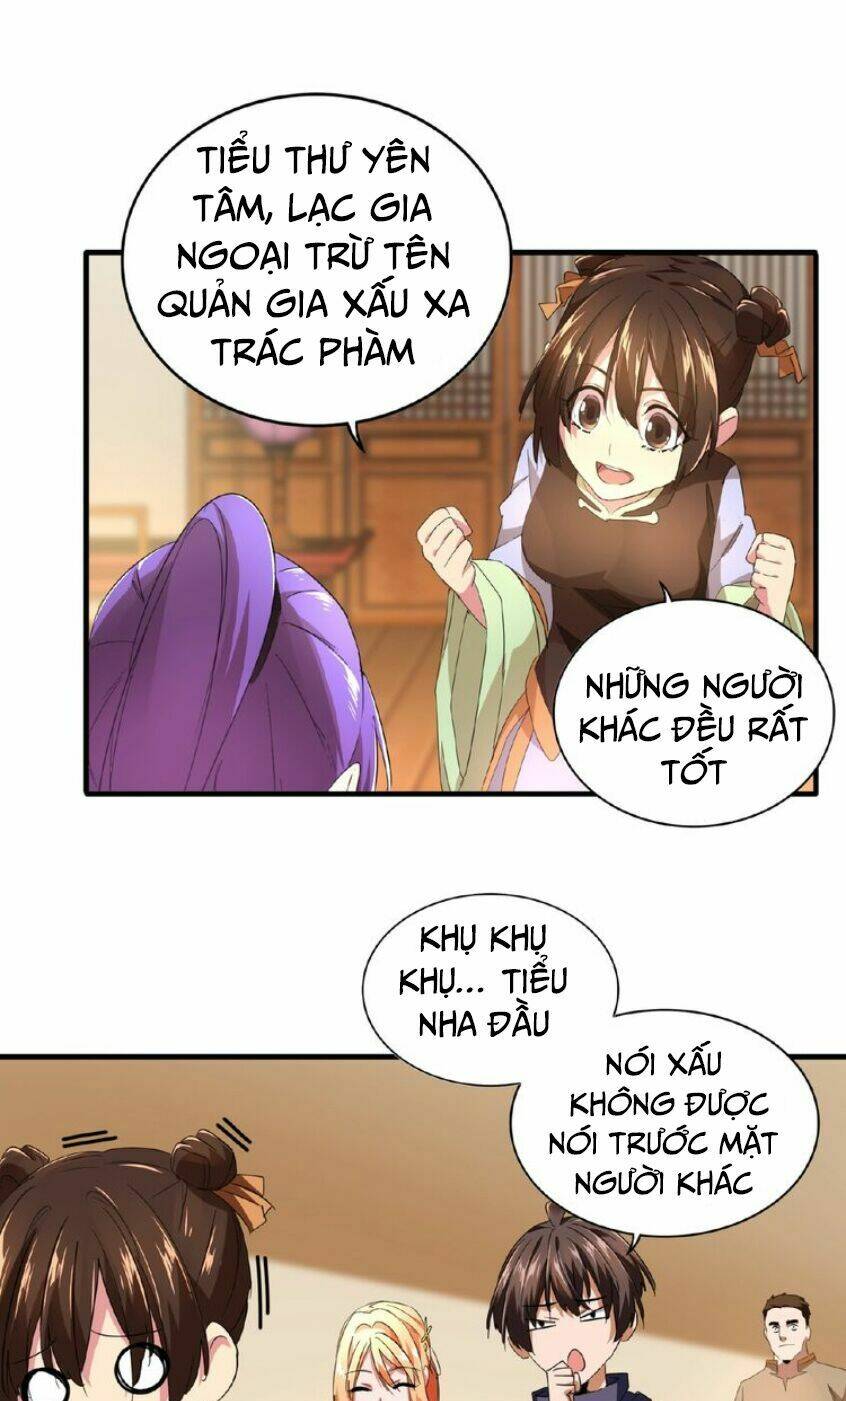 TIỂU THƯ YÊN
TÂM, LẠC GIA
NGOẠI TRỪ TÊN
QUẢN GIA XẤU XA
TRÁC PHÀM
NHỮNG NGƯỜI
KHÁC ĐỀU RẤT
TỐT
KHỤ KHỤ
KHỤ... TIỂU
NHA ĐẦU
NÓI XẤU
KHÔNG ĐƯỢC
NÓI TRƯỚC MẶT
NGƯỜI KHÁC